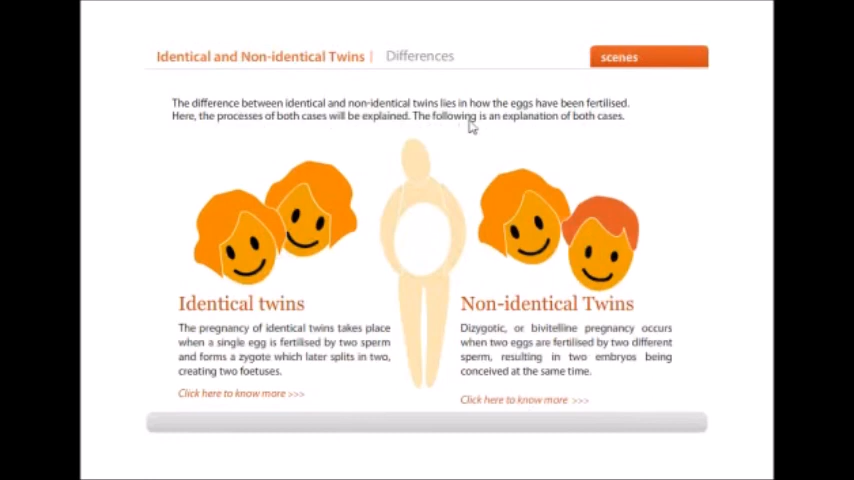 Identical and Non-identical Twins | Differences
scenes
The difference between identical and non-identical twins lies in how the eggs have been fertilised.
Here, the processes of both cases will be explained. The following is an explanation of both cases.
Identical twins
The pregnancy of identical twins takes place
when a single egg is fertilised by two sperm
and forms a zygote which later splits in two,
creating two foetuses.
Click here to know more >>>
Non-identical Twins
Dizygotic, or bivitelline pregnancy occurs
when two eggs are fertilised by two different
sperm, resulting in two embryos being
conceived at the same time.
Click here to know more >>>